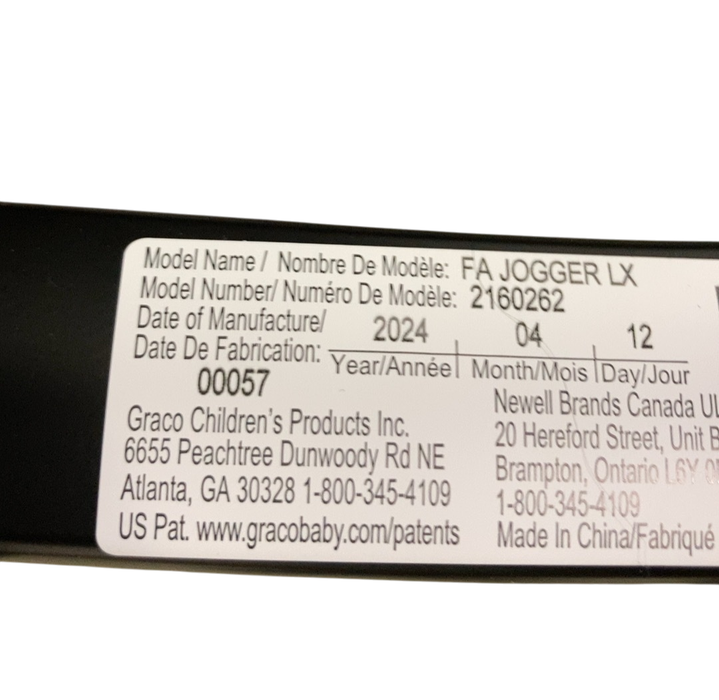 Model Name / Nombre De Modèle: FA JOGGER LX
Model Number/ Numéro De Modèle: 2160262
Date of Manufacture/
Date De Fabrication:
2024 04 12
Year/Année Month/Mois Day/Jour
00057
Graco Children's Products Inc.
6655 Peachtree Dunwoody Rd NE
Atlanta, GA 30328 1-800-345-4109
US Pat. www.gracobaby.com/patents
Newell Brands Canada
20 Hereford Street, Unit
Brampton, Ontario L6Y
1-800-345-4109
Made In China/Fabriqué